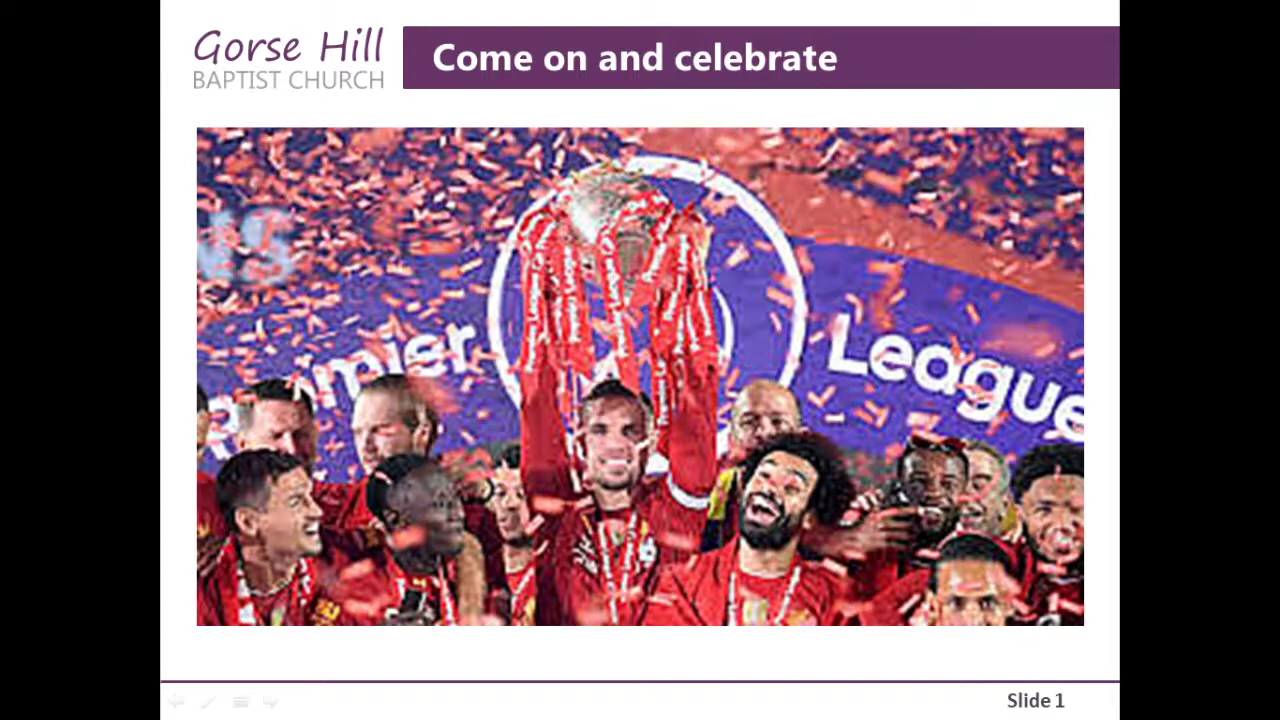 Gorse Hill
BAPTIST CHURCH
Come on and celebrate
Premier
League
Slide 1